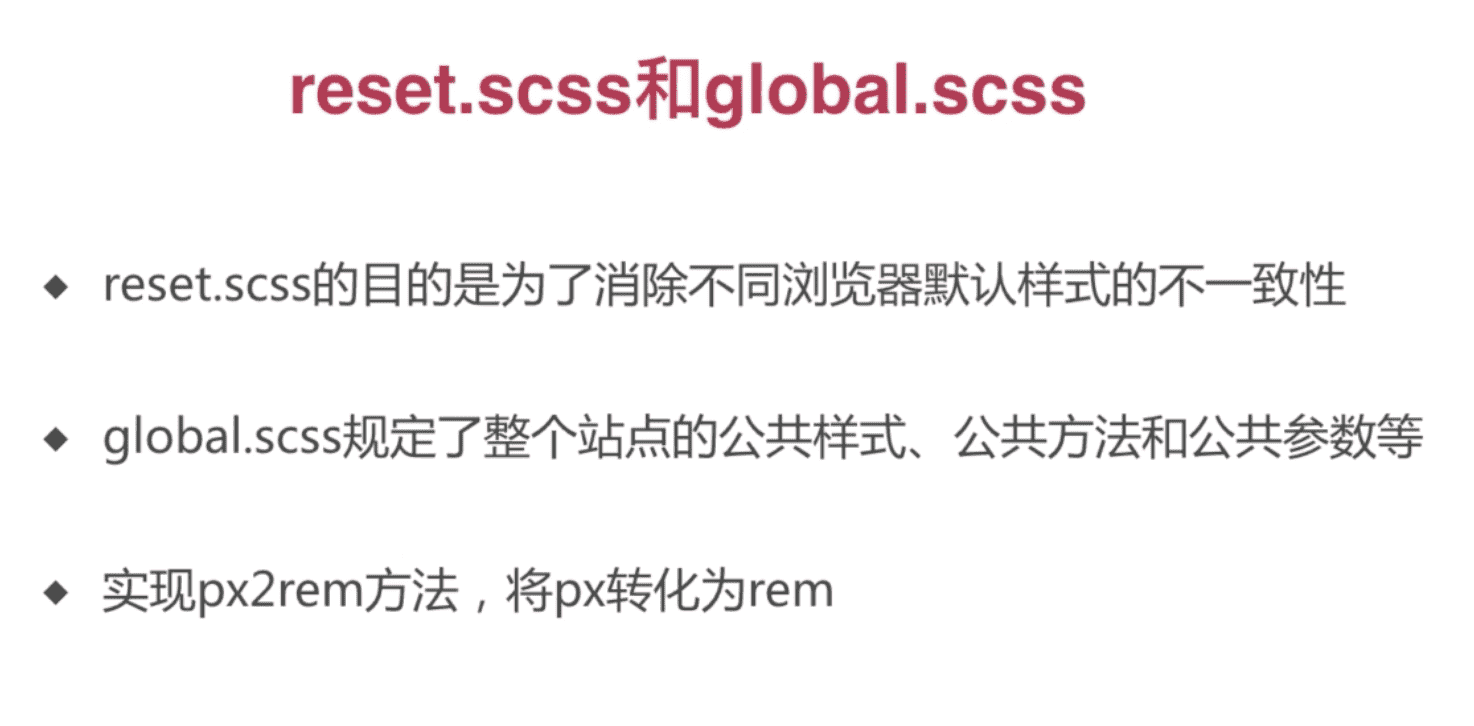 reset.scss和global.scss
◆ reset.scss的目的是为了消除不同浏览器默认样式的不一致性
◆ global.scss规定了整个站点的公共样式、公共方法和公共参数等
◆ 实现px2rem方法，将px转化为rem